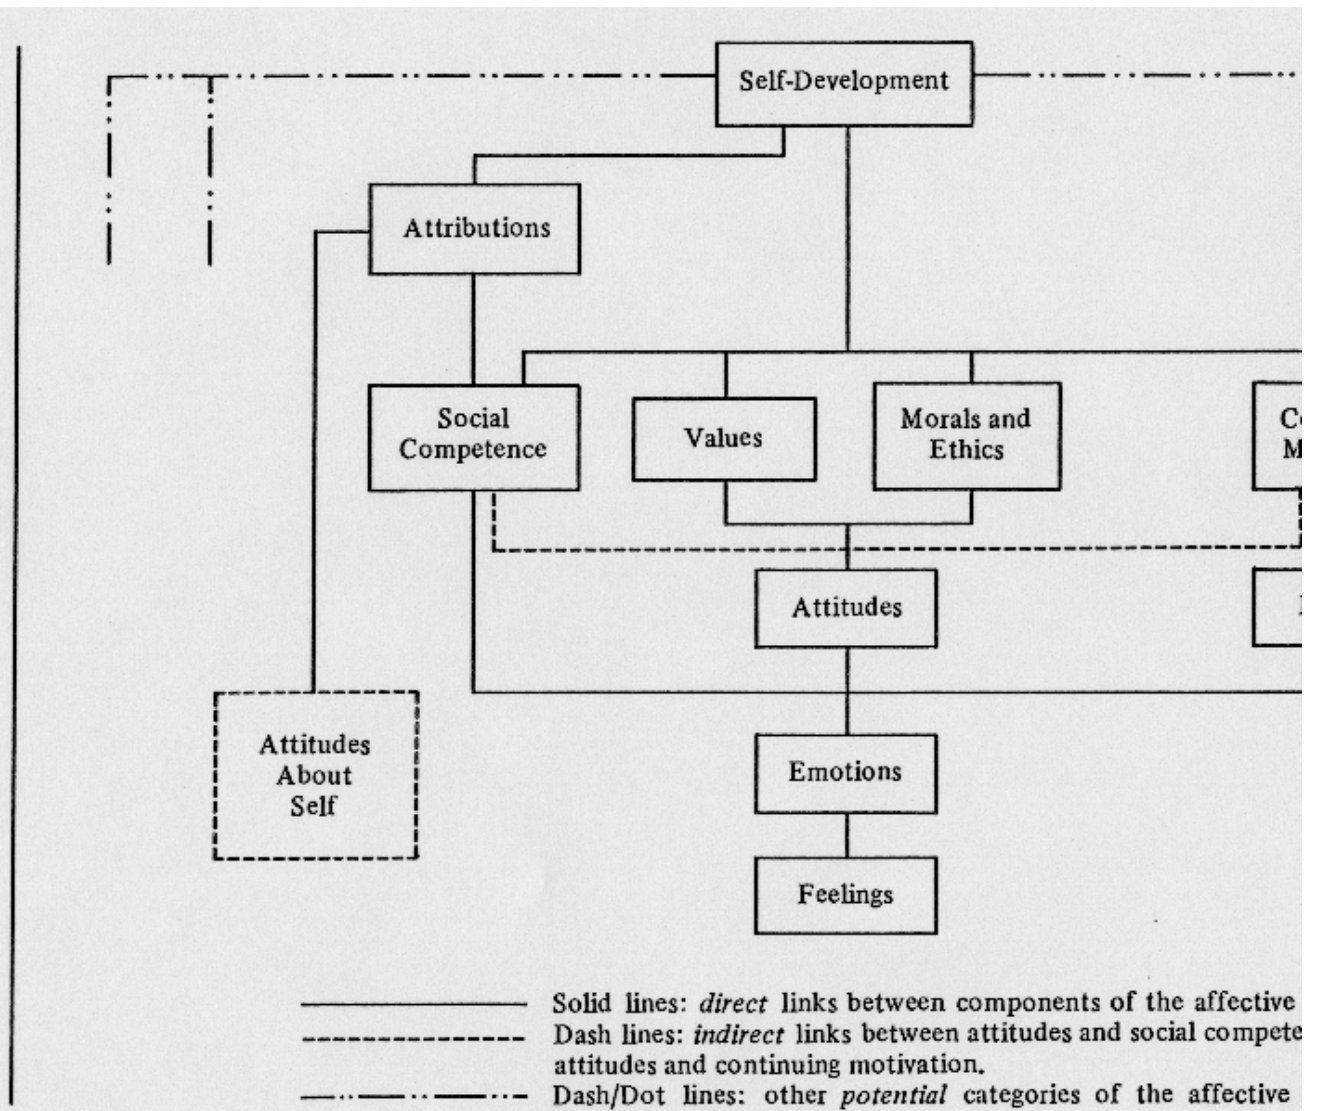 Self-Development
Attributions
Social
Competence
Values
Morals and
Ethics
Attitudes
Attitudes
About
Self
Emotions
Feelings
Solid lines: direct links between components of the affective
Dash lines: indirect links between attitudes and social compete
attitudes and continuing motivation.
Dash/Dot lines: other potential categories of the affective